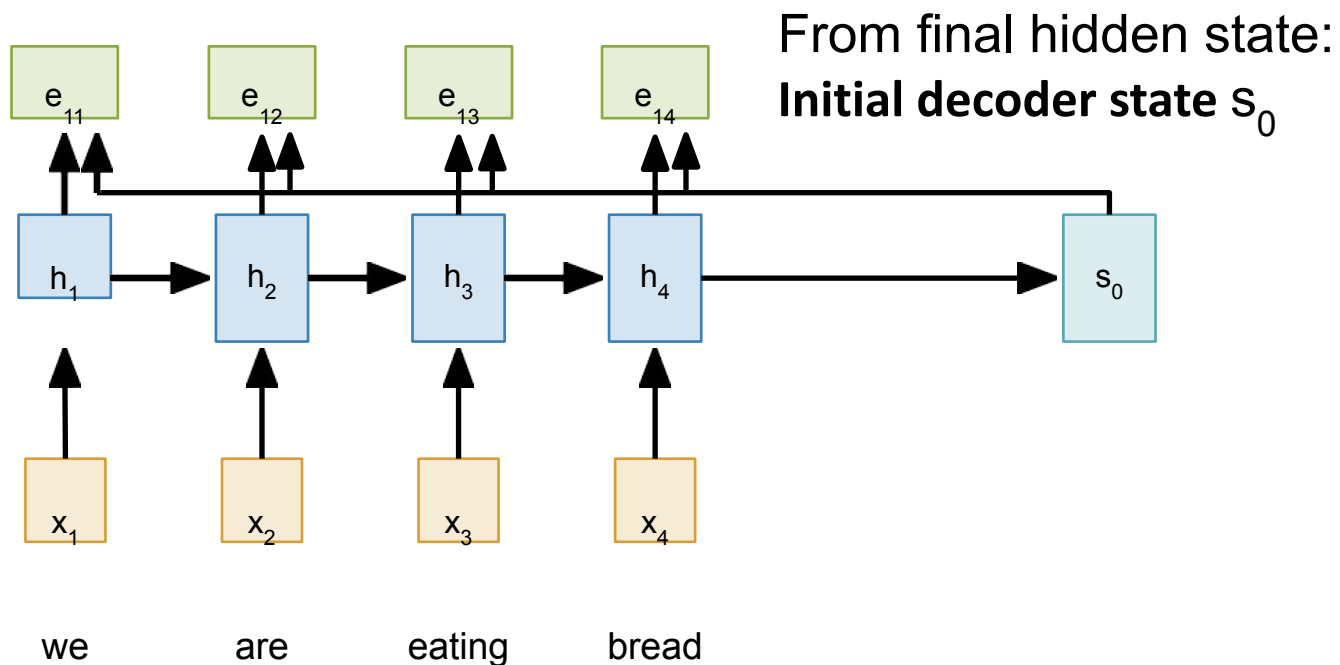 From final hidden state:
Initial decoder state s₀
e₁₁ e₁₂ e₁₃ e₁₄
h₁ h₂ h₃ h₄ s₀
x₁ x₂ x₃ x₄
we are eating bread